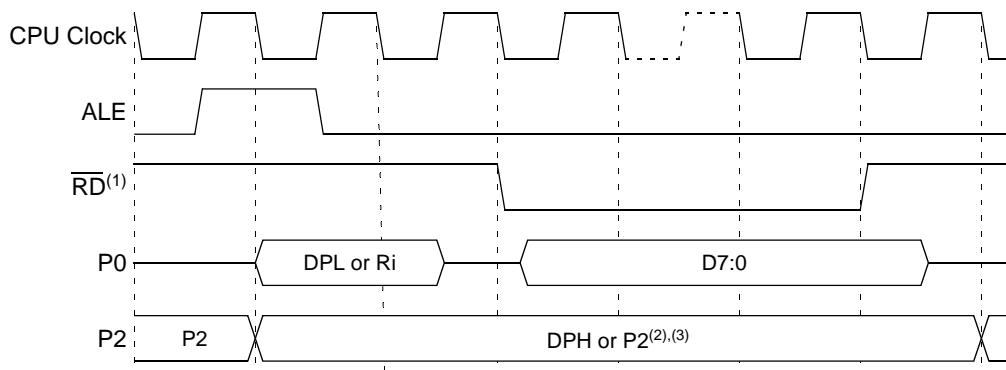 CPU Clock
ALE
RD(1)
P0 DPL or Ri D7:0
P2 P2 DPH or P2(2),(3)